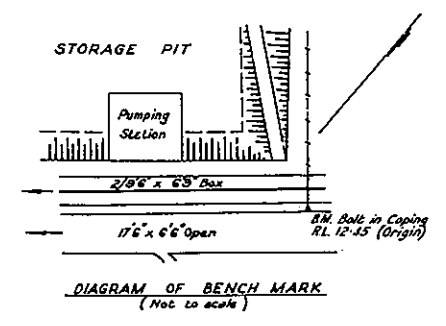 STORAGE PIT
Pumping
Station
2/9'6" x 6'9" Box
17'6" x 6'6" Open
B.M. Bolt in Coping
R.L. 12.45 (Origin)
DIAGRAM OF BENCH MARK
(Not to scale)